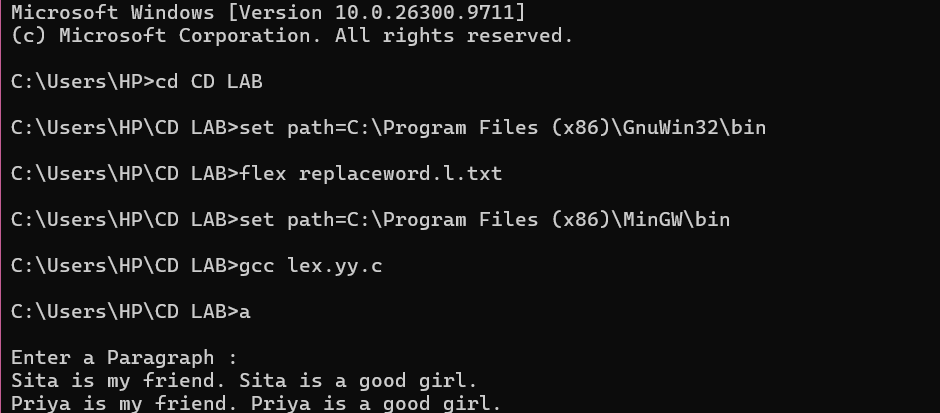 Microsoft Windows [Version 10.0.26300.9711]
(c) Microsoft Corporation. All rights reserved.
C:\Users\HP>cd CD LAB
C:\Users\HP\CD LAB>set path=C:\Program Files (x86)\GnuWin32\bin
C:\Users\HP\CD LAB>flex replaceword.l.txt
C:\Users\HP\CD LAB>set path=C:\Program Files (x86)\MinGW\bin
C:\Users\HP\CD LAB>gcc lex.yy.c
C:\Users\HP\CD LAB>a
Enter a Paragraph :
Sita is my friend. Sita is a good girl.
Priya is my friend. Priya is a good girl.